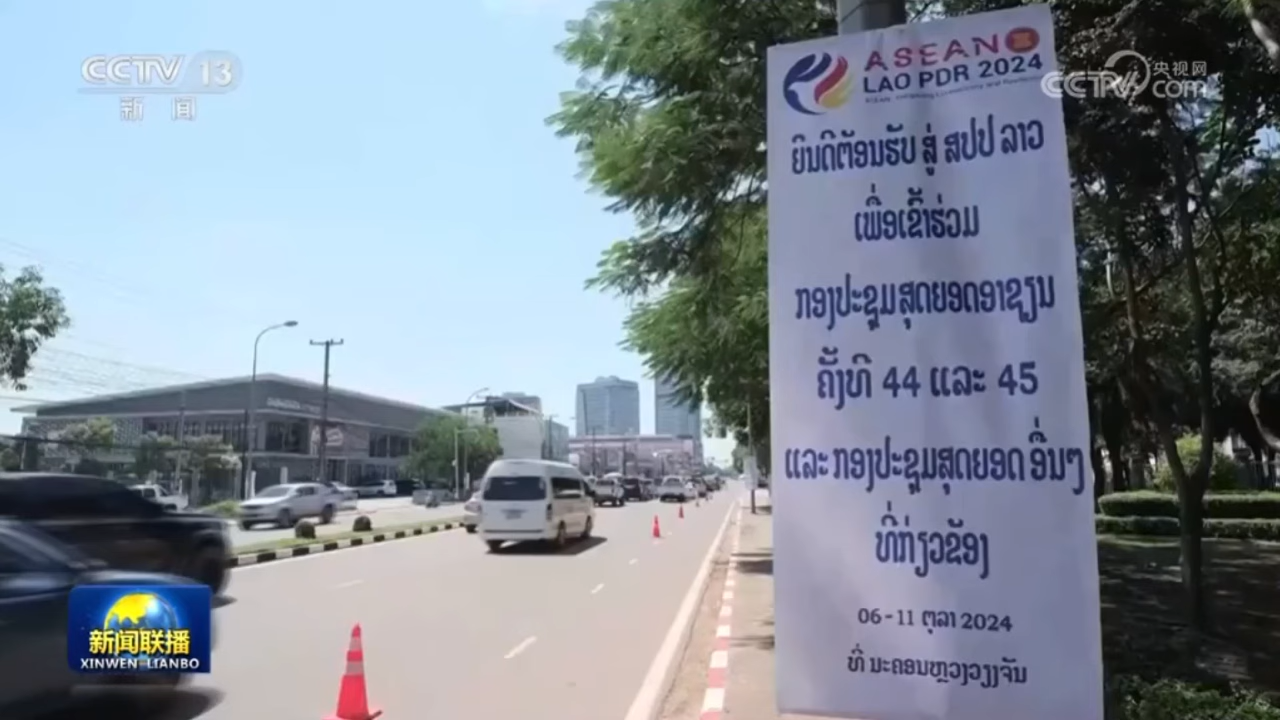 CCTV 13
新闻
央视网
CCTV.com
ASEAN
LAO PDR 2024
ຍິນດີຕ້ອນຮັບ ສູ່ ສປປ ລາວ
ເພື່ອເຂົ້າຮ່ວມ
ກອງປະຊຸມສຸດຍອດອາຊຽນ
ຄັ້ງທີ 44 ແລະ 45
ແລະ ກອງປະຊຸມສຸດຍອດ ອື່ນໆ
ທີ່ກ່ຽວຂ້ອງ
06-11 ຕຸລາ 2024
ທີ່ ນະຄອນຫຼວງວຽງຈັນ
新闻联播
XINWEN LIANBO